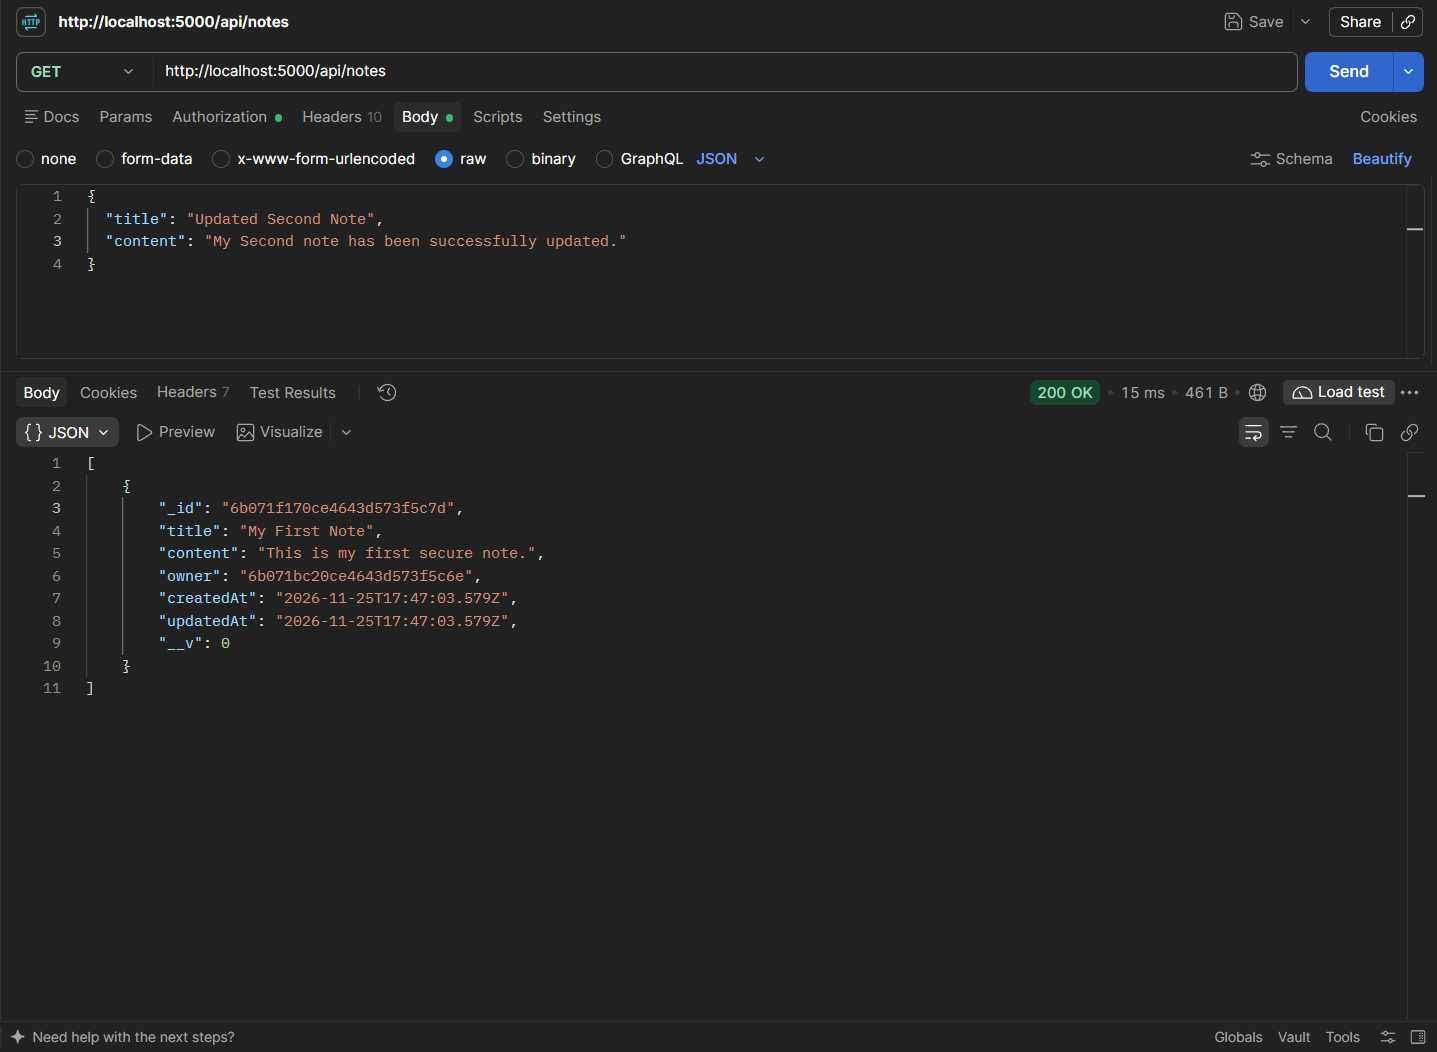 HTTP http://localhost:5000/api/notes Save Share
GET http://localhost:5000/api/notes Send
Docs Params Authorization Headers 10 Body Scripts Settings Cookies
none form-data x-www-form-urlencoded raw binary GraphQL JSON Schema Beautify
1 {
2 "title": "Updated Second Note",
3 "content": "My Second note has been successfully updated."
4 }
Body Cookies Headers 7 Test Results 200 OK • 15 ms • 461 B • Load test
{} JSON Preview Visualize
1 [
2 {
3 "_id": "6b071f170ce4643d573f5c7d",
4 "title": "My First Note",
5 "content": "This is my first secure note.",
6 "owner": "6b071bc20ce4643d573f5c6e",
7 "createdAt": "2026-11-25T17:47:03.579Z",
8 "updatedAt": "2026-11-25T17:47:03.579Z",
9 "__v": 0
10 }
11 ]
Need help with the next steps? Globals Vault Tools